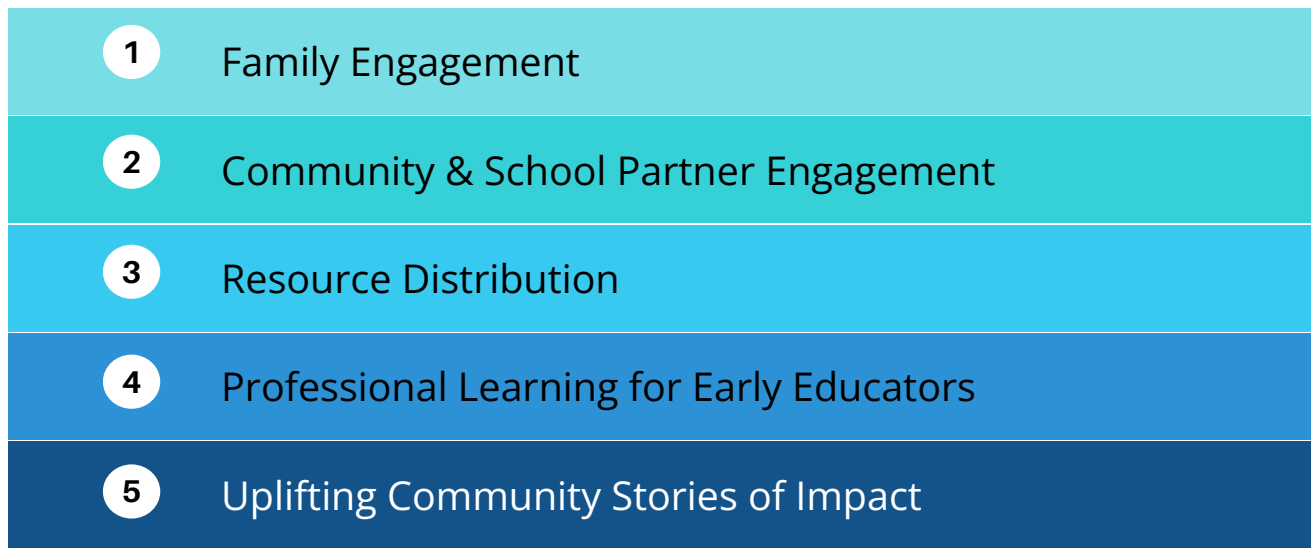 1 Family Engagement
2 Community & School Partner Engagement
3 Resource Distribution
4 Professional Learning for Early Educators
5 Uplifting Community Stories of Impact